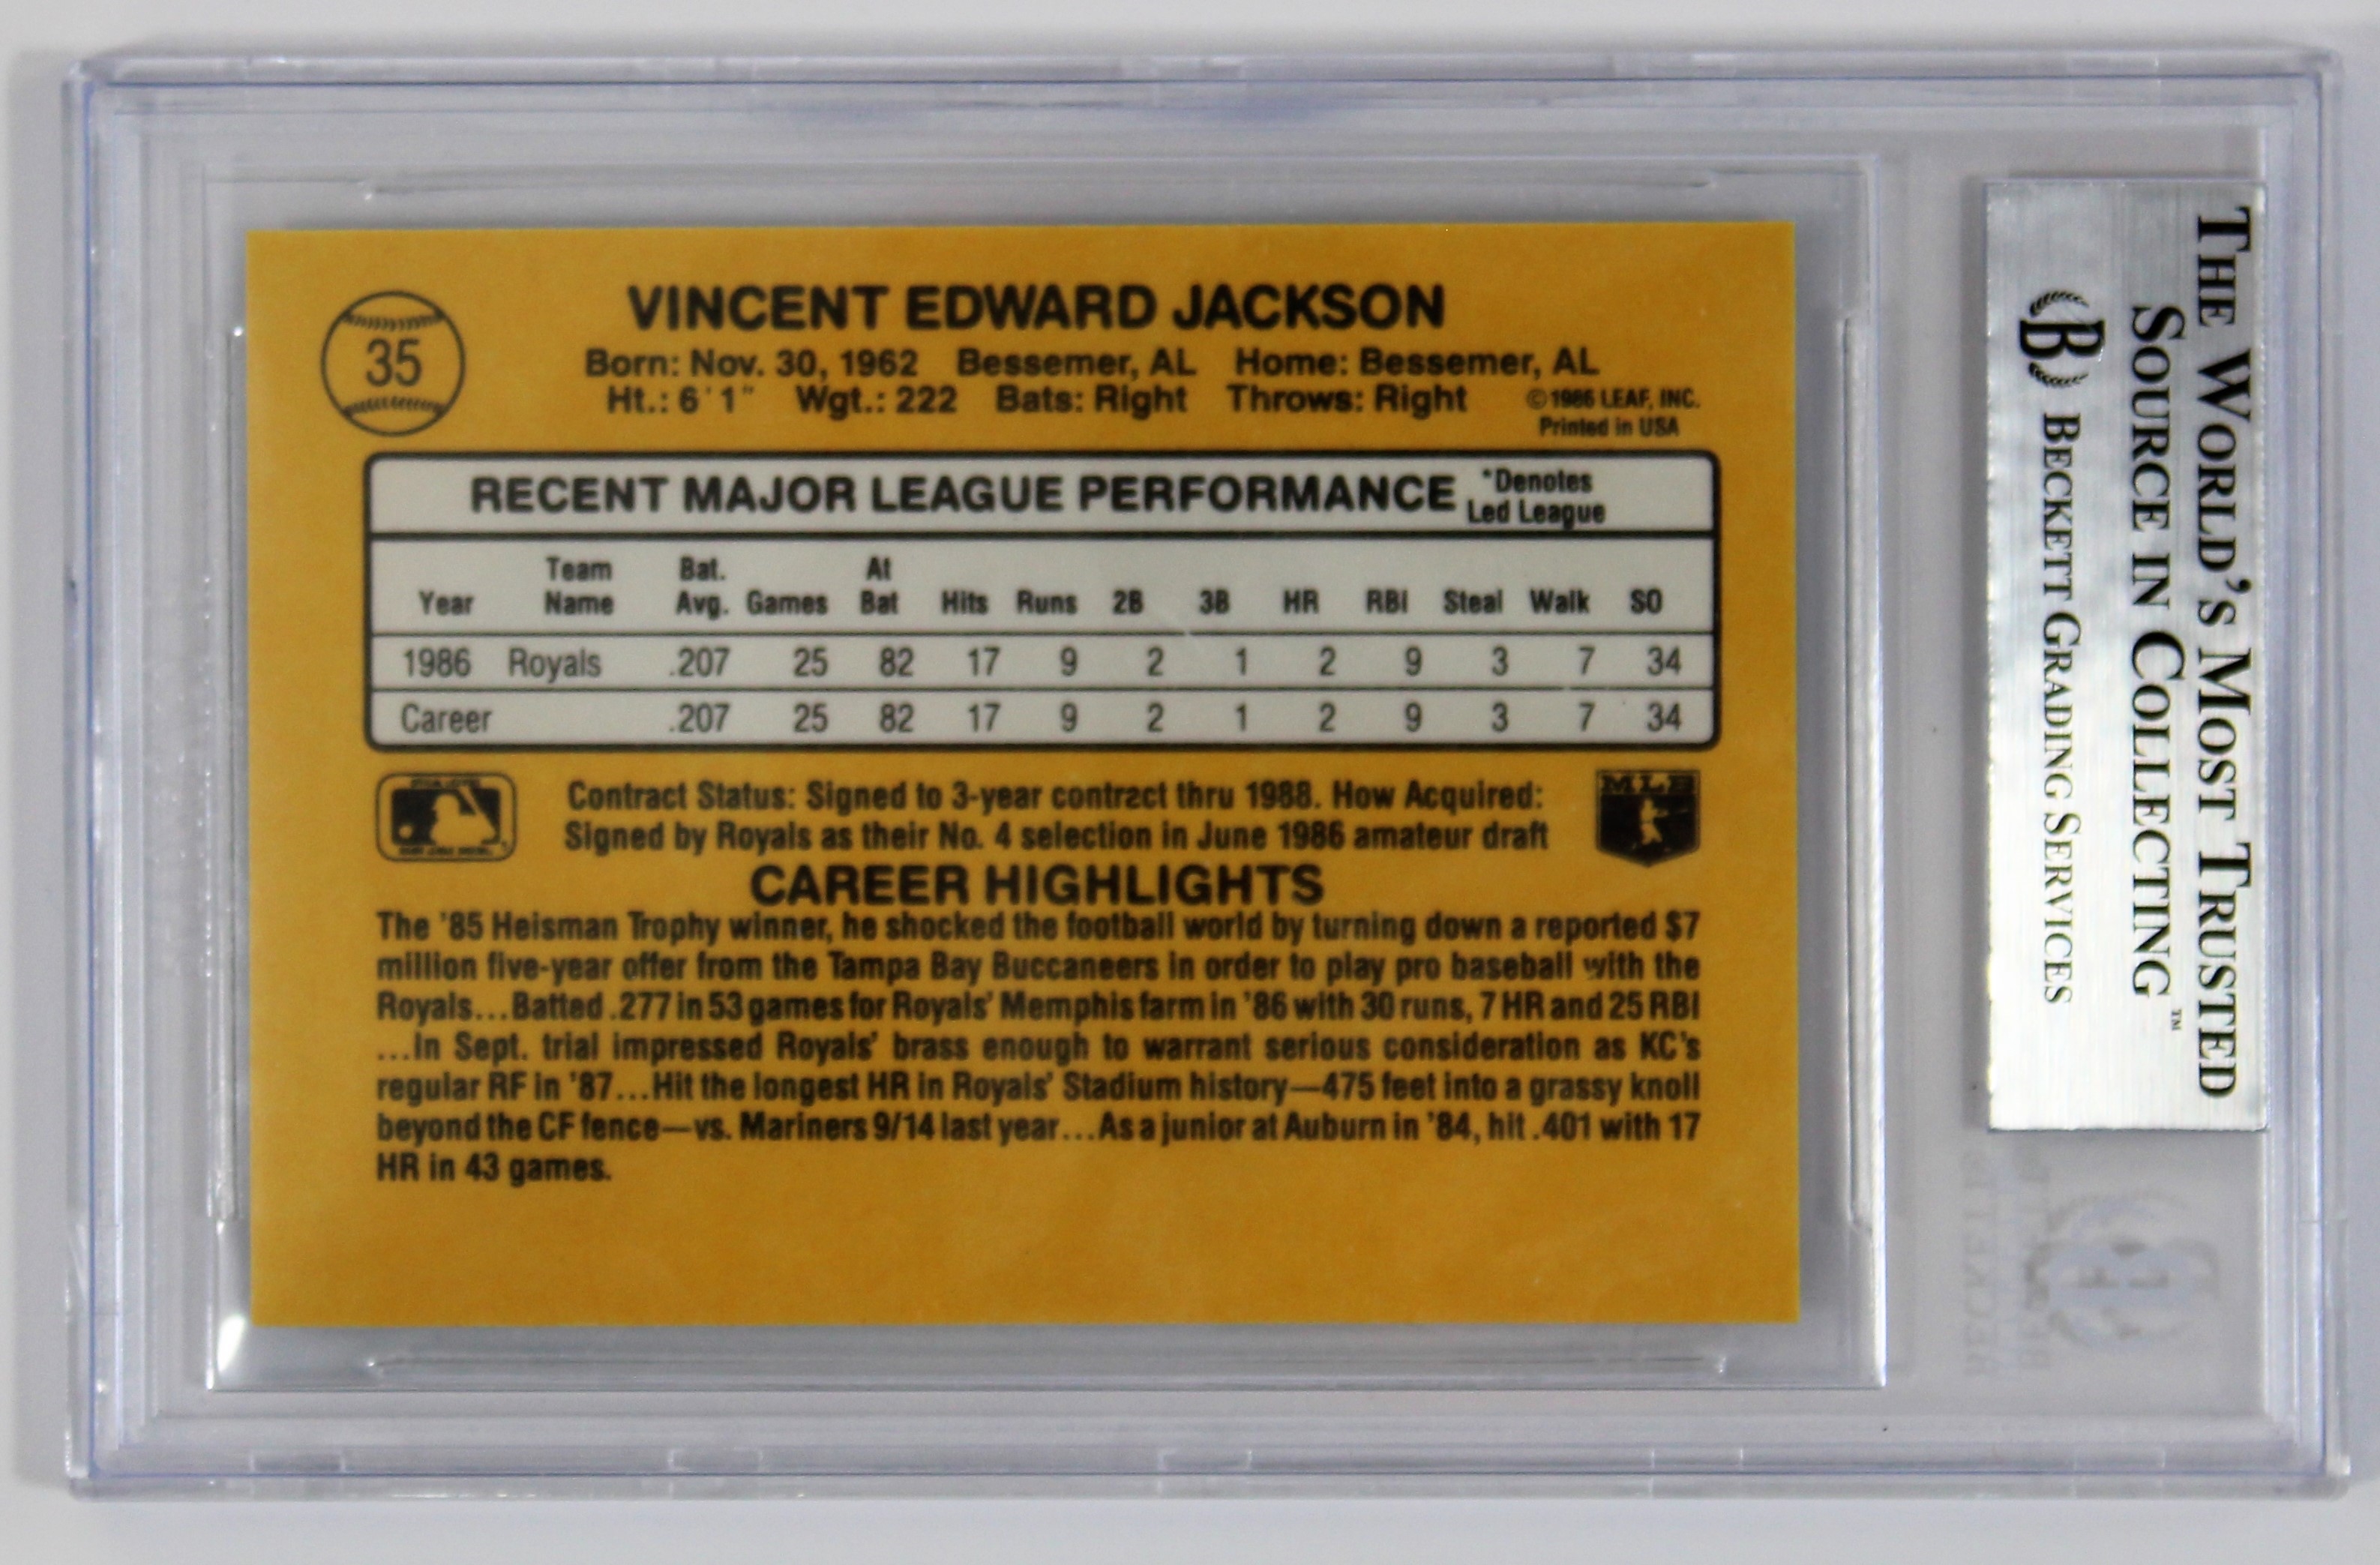 35
VINCENT EDWARD JACKSON
Born: Nov. 30, 1962 Bessemer, AL Home: Bessemer, AL
Ht.: 6'1" Wgt.: 222 Bats: Right Throws: Right
©1986 LEAF, INC.
Printed in USA
RECENT MAJOR LEAGUE PERFORMANCE *Denotes
Led League
Year Team Name Bat. Avg. Games At Bat Hits Runs 2B 3B HR RBI Steal Walk SO
1986 Royals .207 25 82 17 9 2 1 2 9 3 7 34
Career .207 25 82 17 9 2 1 2 9 3 7 34
Contract Status: Signed to 3-year contract thru 1988. How Acquired:
Signed by Royals as their No. 4 selection in June 1986 amateur draft
MLB
CAREER HIGHLIGHTS
The '85 Heisman Trophy winner, he shocked the football world by turning down a reported $7
million five-year offer from the Tampa Bay Buccaneers in order to play pro baseball with the
Royals...Batted .277 in 53 games for Royals' Memphis farm in '86 with 30 runs, 7 HR and 25 RBI
...In Sept. trial impressed Royals' brass enough to warrant serious consideration as KC's
regular RF in '87...Hit the longest HR in Royals' Stadium history—475 feet into a grassy knoll
beyond the CF fence—vs. Mariners 9/14 last year...As a junior at Auburn in '84, hit .401 with 17
HR in 43 games.
THE WORLD'S MOST TRUSTED
SOURCE IN COLLECTING™
B BECKETT GRADING SERVICES